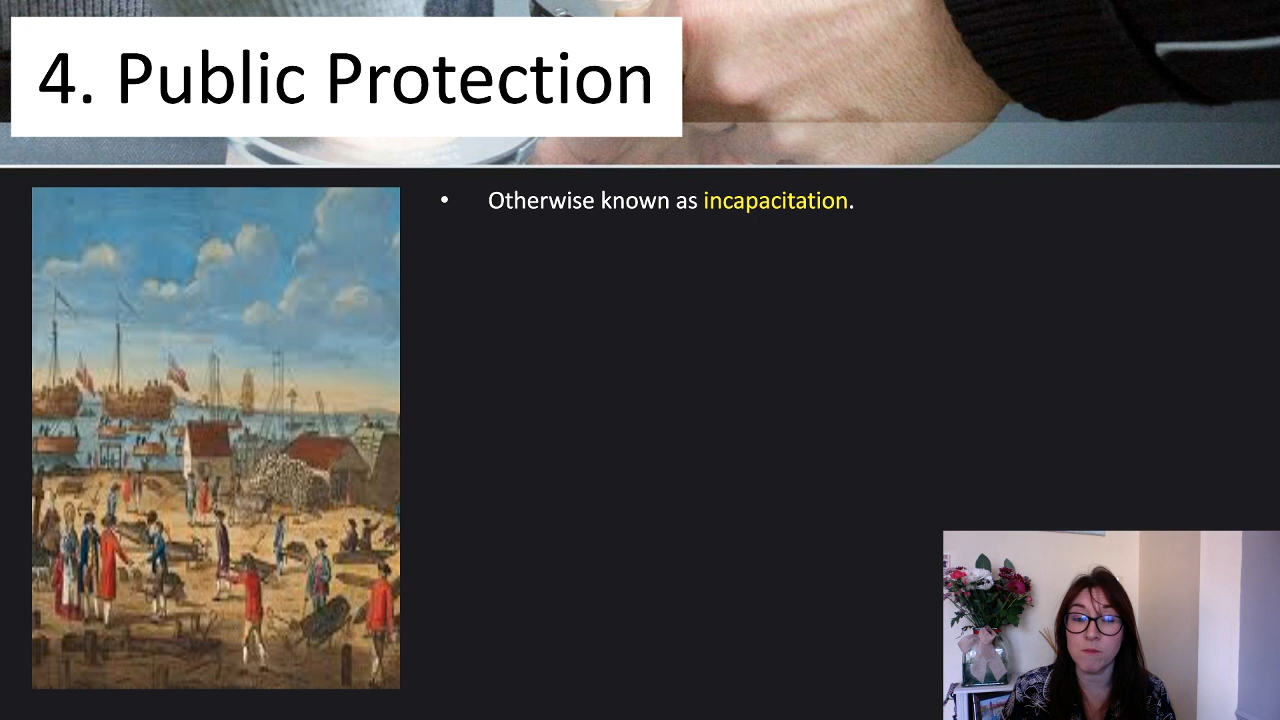 4. Public Protection
• Otherwise known as incapacitation.